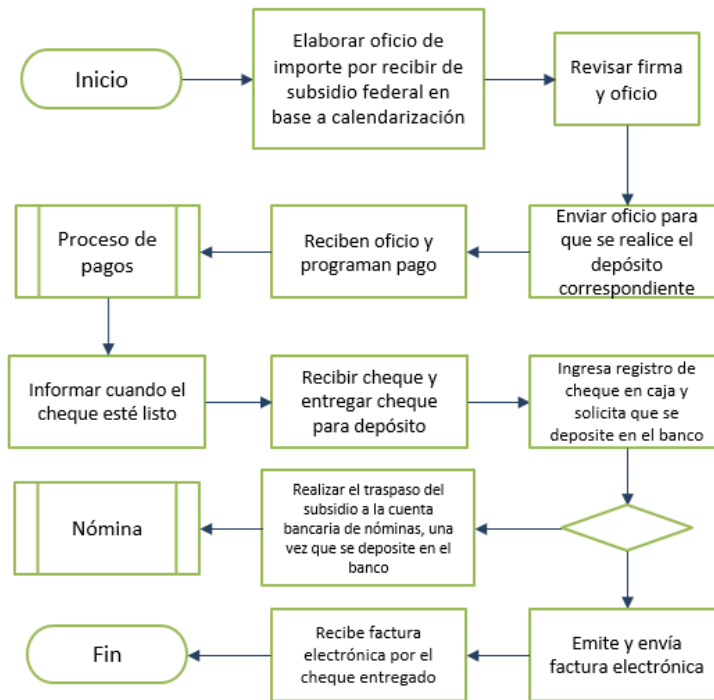 Inicio
Elaborar oficio de
importe por recibir de
subsidio federal en
base a calendarización
Revisar firma
y oficio
Enviar oficio para
que se realice el
depósito
correspondiente
Reciben oficio y
programan pago
Proceso de
pagos
Informar cuando el
cheque esté listo
Recibir cheque y
entregar cheque
para depósito
Ingresa registro de
cheque en caja y
solicita que se
deposite en el banco
Realizar el traspaso del
subsidio a la cuenta
bancaria de nóminas, una
vez que se deposite en el
banco
Nómina
Emite y envía
factura electrónica
Recibe factura
electrónica por el
cheque entregado
Fin